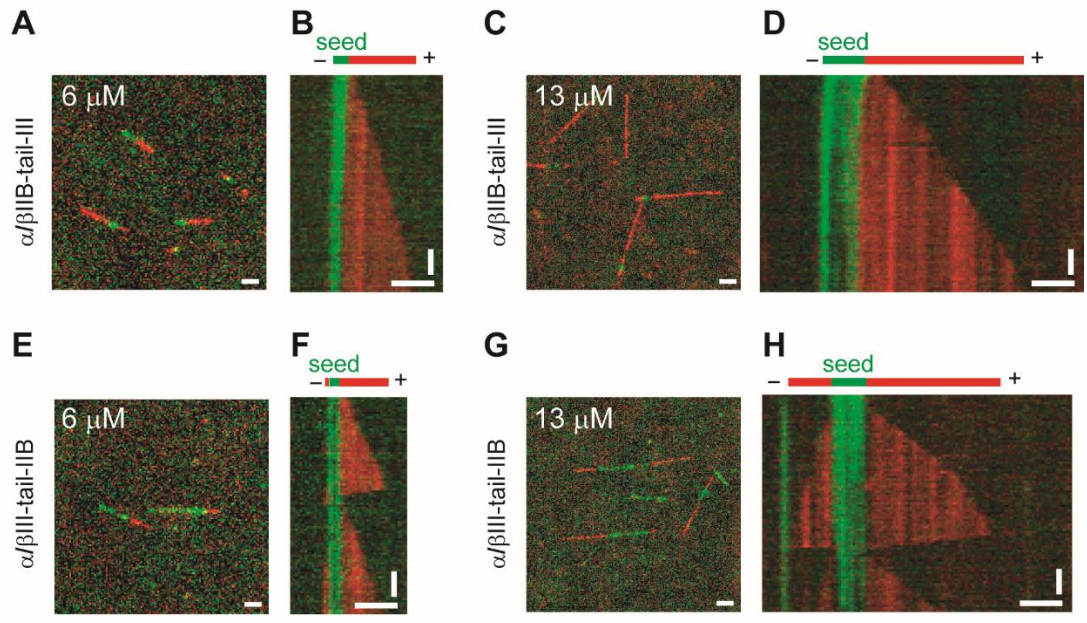 A
B
C
D
seed
– +
seed
– +
α/βIIB-tail-III
6 μM
α/βIIB-tail-III
13 μM
E
F
G
H
seed
– +
seed
– +
α/βIII-tail-IIB
6 μM
α/βIII-tail-IIB
13 μM